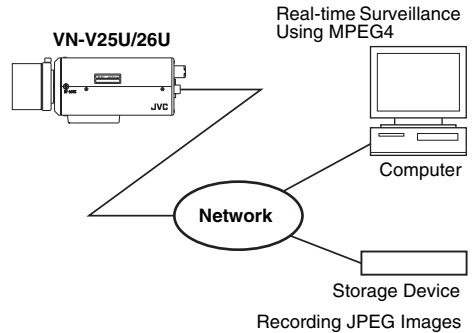 Real-time Surveillance
Using MPEG4
VN-V25U/26U
JVC
Computer
Network
Storage Device
Recording JPEG Images